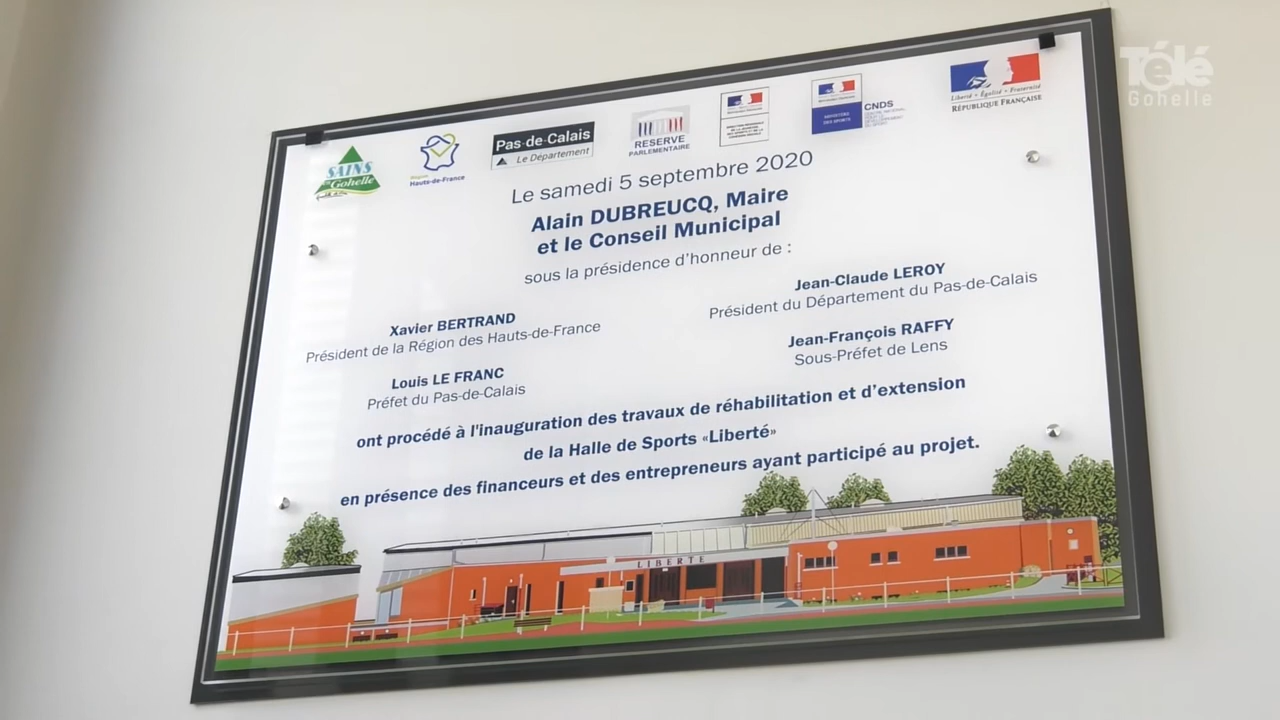 Télé
Gohelle
SAINS
en Gohelle
Région
Hauts-de-France
Pas-de-Calais
Le Département
RESERVE
PARLEMENTAIRE
CNDS
Liberté • Égalité • Fraternité
RÉPUBLIQUE FRANÇAISE
Le samedi 5 septembre 2020
Alain DUBREUCQ, Maire
et le Conseil Municipal
sous la présidence d'honneur de :
Xavier BERTRAND
Président de la Région des Hauts-de-France
Jean-Claude LEROY
Président du Département du Pas-de-Calais
Louis LE FRANC
Préfet du Pas-de-Calais
Jean-François RAFFY
Sous-Préfet de Lens
ont procédé à l'inauguration des travaux de réhabilitation et d'extension
de la Halle de Sports «Liberté»
en présence des financeurs et des entrepreneurs ayant participé au projet.
LIBERTE